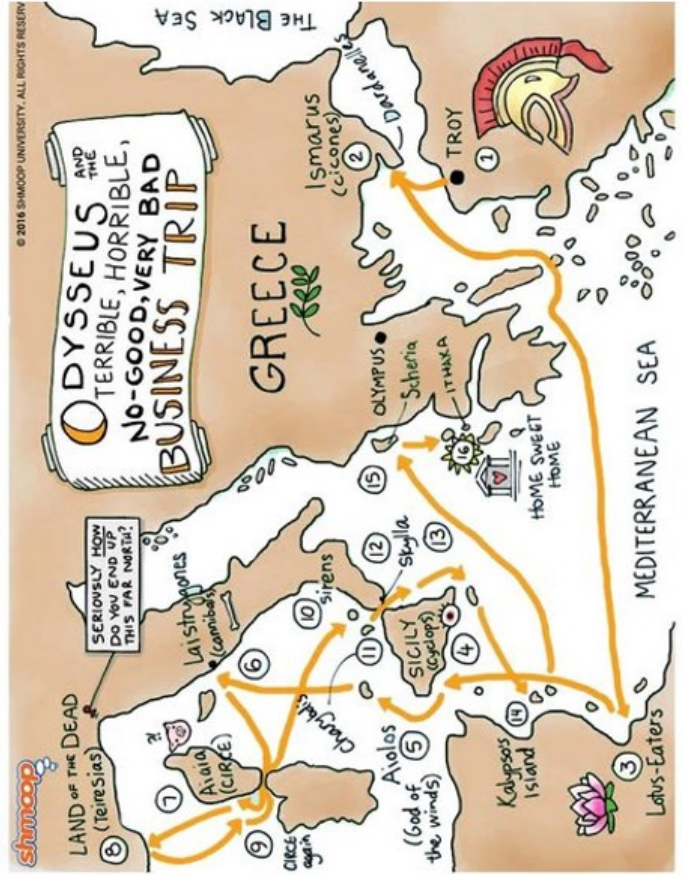 shmoop
© 2016 SHMOOP UNIVERSITY. ALL RIGHTS RESERV
ODYSSEUS
AND THE
TERRIBLE, HORRIBLE,
NO-GOOD, VERY BAD
BUSINESS TRIP
THE BLACK SEA
SERIOUSLY HOW
DO YOU END UP
THIS FAR NORTH?
LAND OF THE DEAD
(Teiresias)
8
7
?!
Aiaia
(CIRCE)
9
CIRCE
again
Laistrygones
(cannibals)
6
10
Sirens
GREECE
Ismarus
(cicones)
2
Dardanelles
TROY
1
OLYMPUS
Scheria
ITHAKA
15
16
HOME SWEET
HOME
12
Skylla
13
11
Charybdis
SICILY
(cyclops)
4
Aiolos
5
(God of
the winds)
Kalypso's
Island
14
3
Lotus-Eaters
MEDITERRANEAN SEA